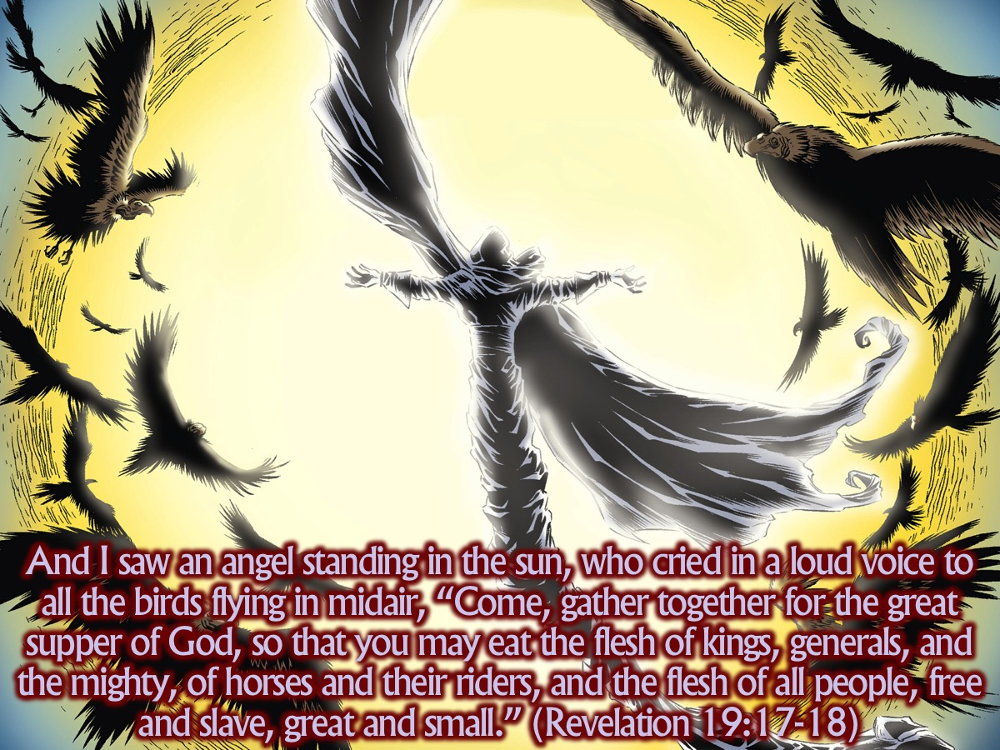 And I saw an angel standing in the sun, who cried in a loud voice to
all the birds flying in midair, “Come, gather together for the great
supper of God, so that you may eat the flesh of kings, generals, and
the mighty, of horses and their riders, and the flesh of all people, free
and slave, great and small.” (Revelation 19:17-18)